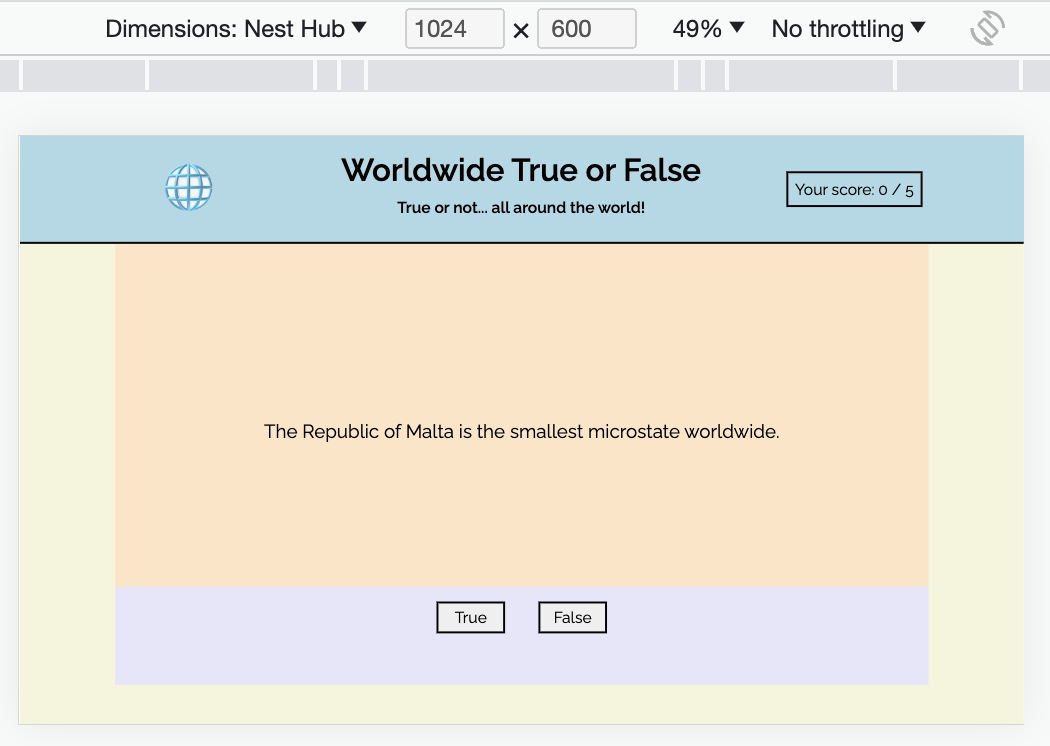 Dimensions: Nest Hub ▼ 1024 × 600 49% ▼ No throttling ▼
Worldwide True or False
True or not... all around the world!
Your score: 0 / 5
The Republic of Malta is the smallest microstate worldwide.
True False